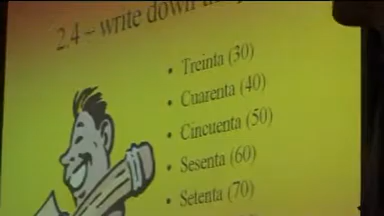 2.4 – write down
Treinta (30)
Cuarenta (40)
Cincuenta (50)
Sesenta (60)
Setenta (70)